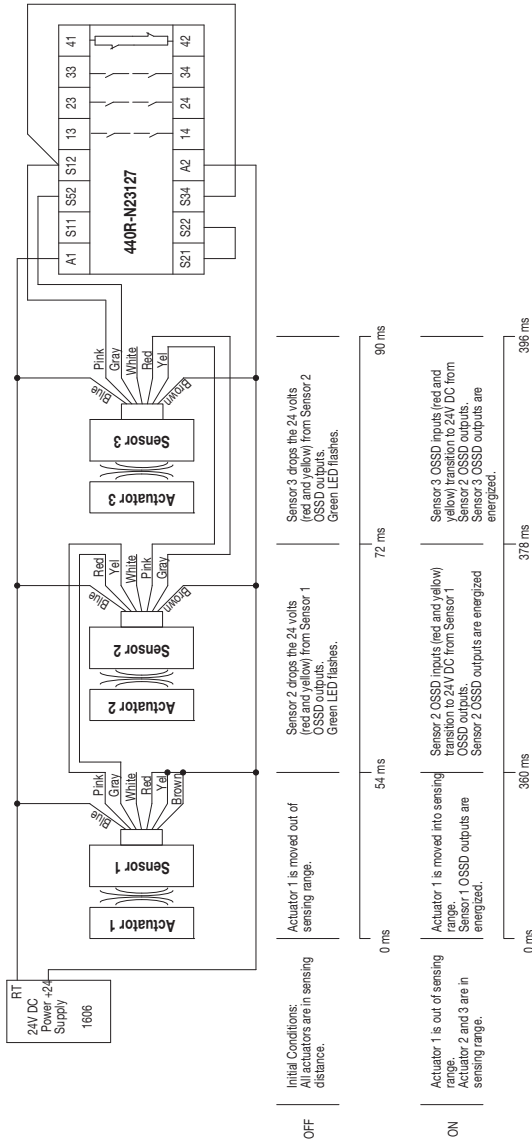 RT
24V DC
Power +24
Supply
1606
Actuator 1
Sensor 1
Blue
Pink
Gray
White
Red
Yel
Brown
Actuator 2
Sensor 2
Blue
Red
Yel
White
Pink
Gray
Brown
Actuator 3
Sensor 3
Blue
Pink
Gray
White
Red
Yel
Brown
A1 S11 S52 S12 13 23 33 41
440R-N23127
S21 S22 S34 A2 14 24 34 42
OFF
Initial Conditions:
All actuators are in sensing
distance.
Actuator 1 is moved out of
sensing range.
Sensor 2 drops the 24 volts
(red and yellow) from Sensor 1
OSSD outputs.
Green LED flashes.
Sensor 3 drops the 24 volts
(red and yellow) from Sensor 2
OSSD outputs.
Green LED flashes.
0 ms
54 ms
72 ms
90 ms
ON
Actuator 1 is out of sensing
range.
Actuator 2 and 3 are in
sensing range.
Actuator 1 is moved into sensing
range.
Sensor 1 OSSD outputs are
energized.
Sensor 2 OSSD inputs (red and yellow)
transition to 24V DC from Sensor 1
OSSD outputs.
Sensor 2 OSSD outputs are energized
Sensor 3 OSSD inputs (red and
yellow) transition to 24V DC from
Sensor 2 OSSD outputs.
Sensor 3 OSSD outputs are
energized.
0 ms
360 ms
378 ms
396 ms